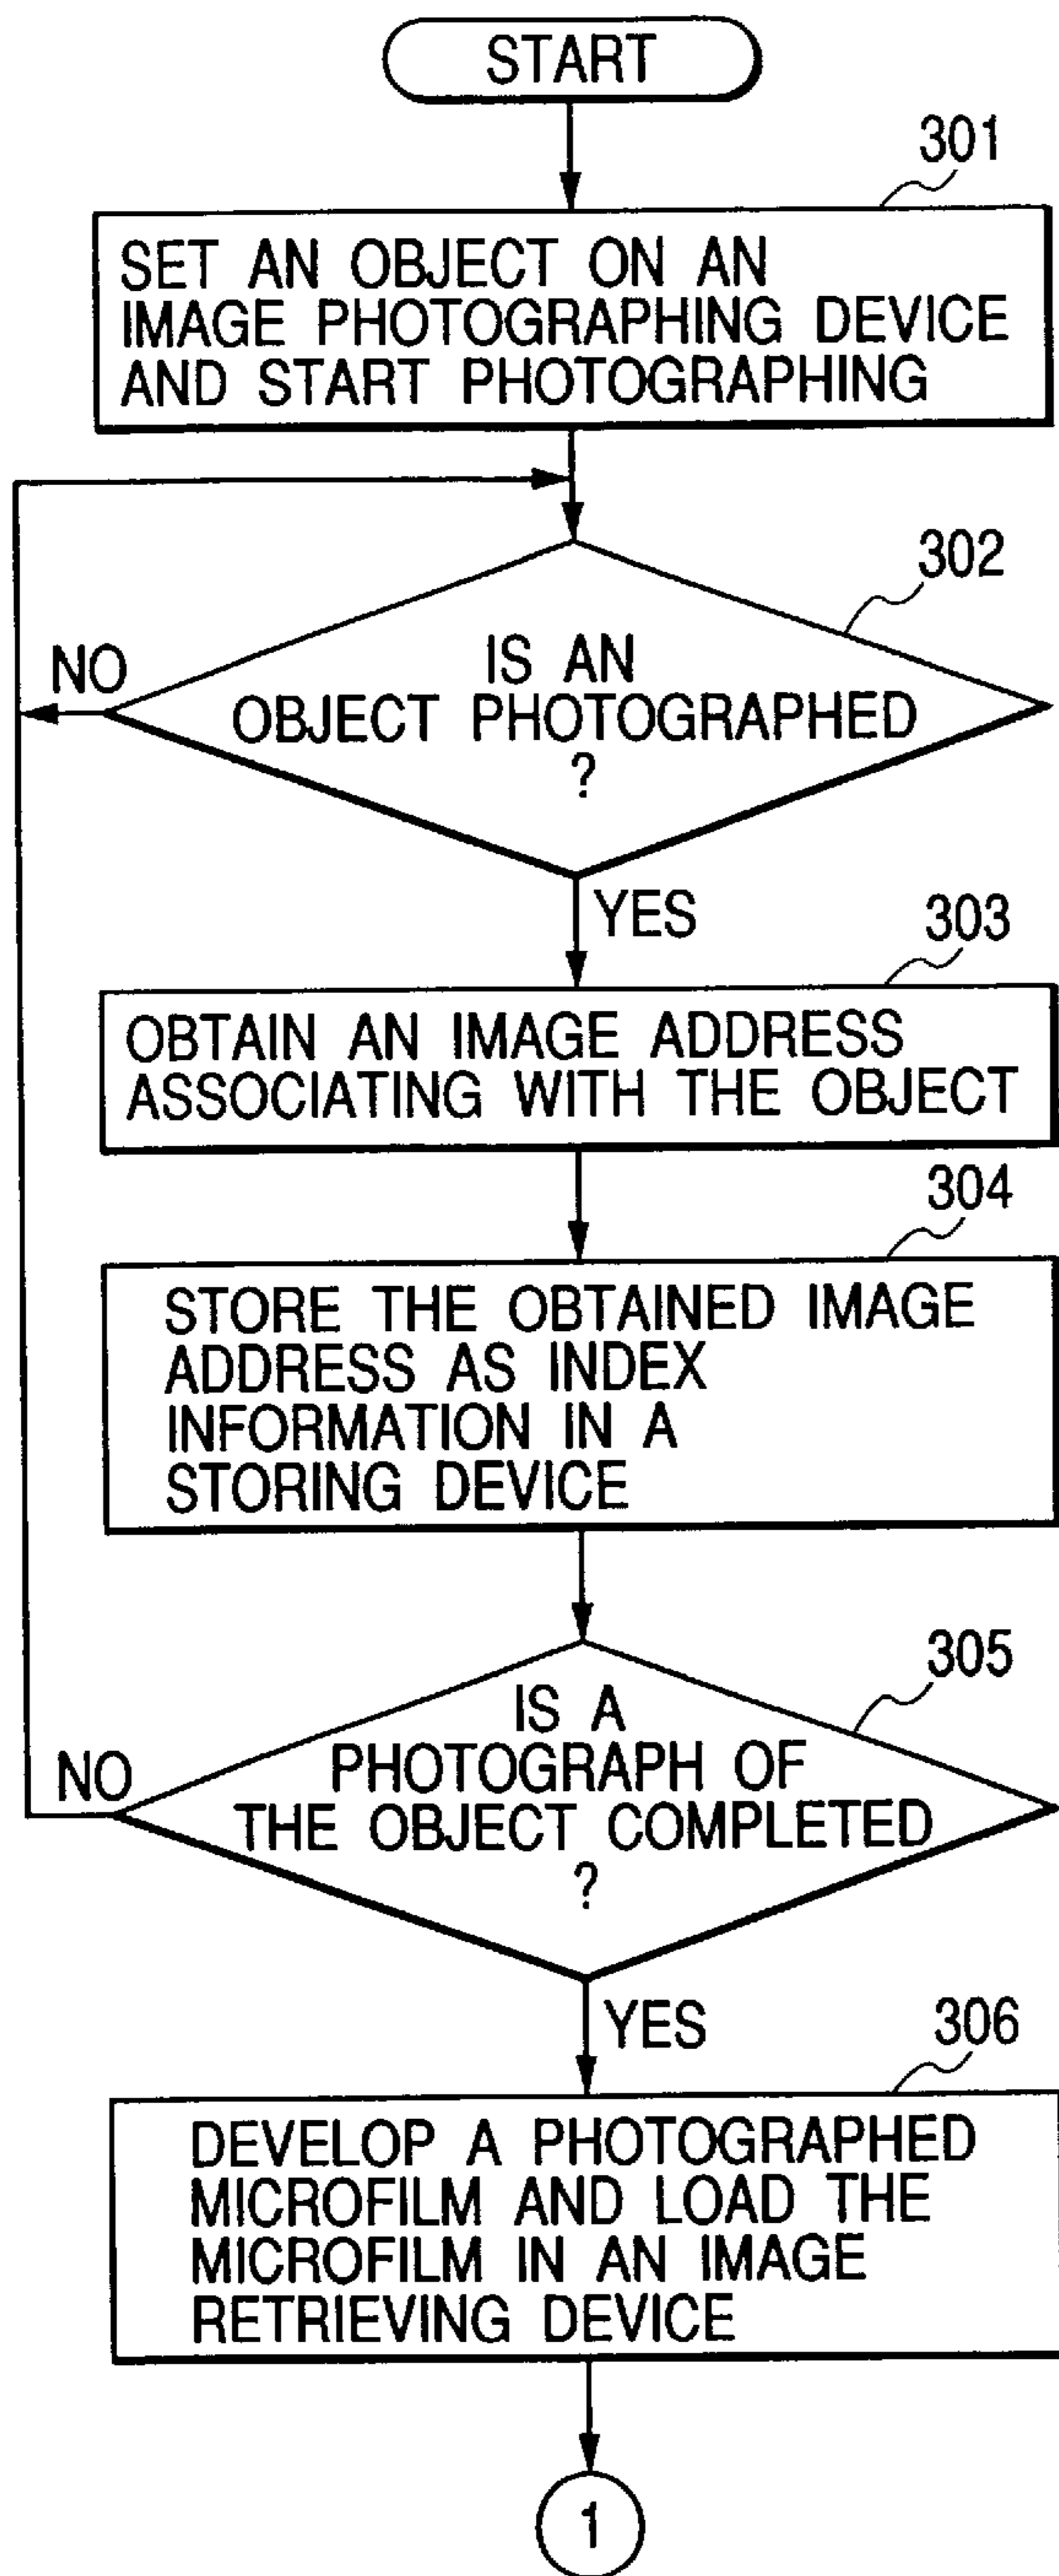 START
301
SET AN OBJECT ON AN
IMAGE PHOTOGRAPHING DEVICE
AND START PHOTOGRAPHING
302
IS AN
OBJECT PHOTOGRAPHED
?
NO
YES
303
OBTAIN AN IMAGE ADDRESS
ASSOCIATING WITH THE OBJECT
304
STORE THE OBTAINED IMAGE
ADDRESS AS INDEX
INFORMATION IN A
STORING DEVICE
305
IS A
PHOTOGRAPH OF
THE OBJECT COMPLETED
?
NO
YES
306
DEVELOP A PHOTOGRAPHED
MICROFILM AND LOAD THE
MICROFILM IN AN IMAGE
RETRIEVING DEVICE
1